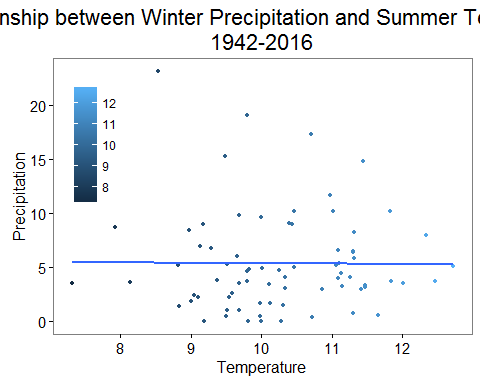 nship between Winter Precipitation and Summer Te
1942-2016
20
15
10
5
0
Precipitation
12
11
10
9
8
8 9 10 11 12
Temperature